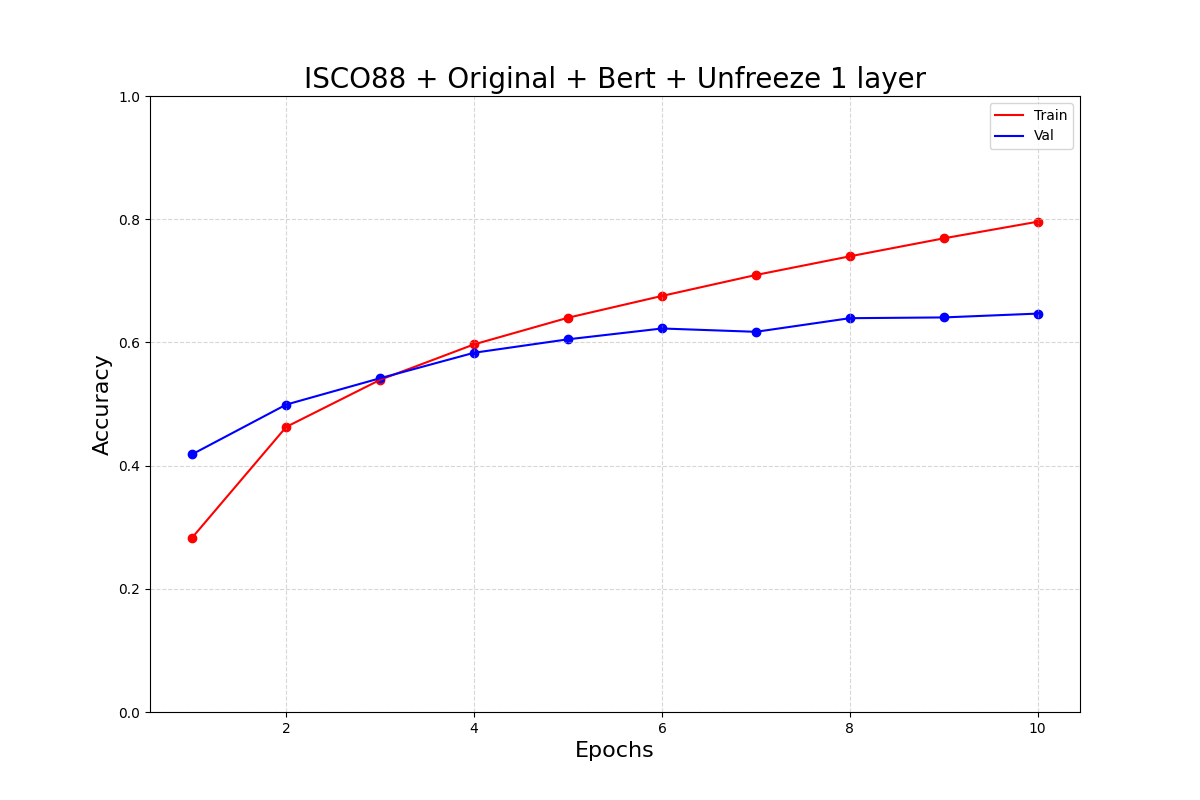 ISCO88 + Original + Bert + Unfreeze 1 layer
1.0
0.8
0.6
0.4
0.2
0.0
Accuracy
Train
Val
2
4
6
8
10
Epochs